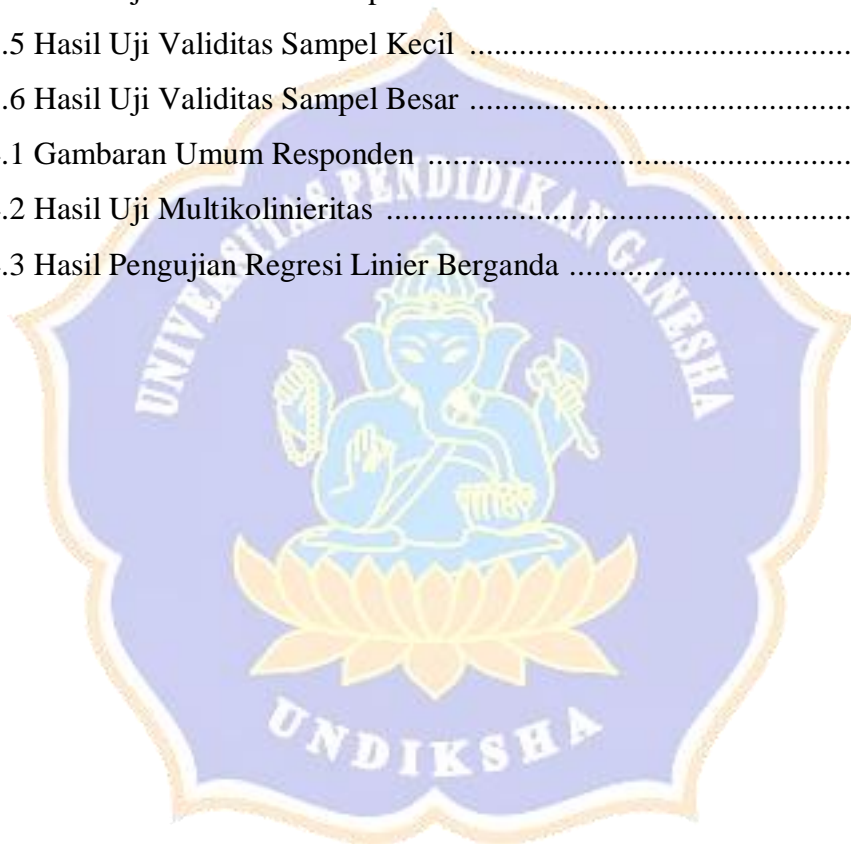 .5 Hasil Uji Validitas Sampel Kecil ....................................................
.6 Hasil Uji Validitas Sampel Besar ....................................................
.1 Gambaran Umum Responden ..........................................................
.2 Hasil Uji Multikolinieritas ................................................................
.3 Hasil Pengujian Regresi Linier Berganda .......................................
UNIVERSITAS PENDIDIKAN GANESHA
UNDIKSHA